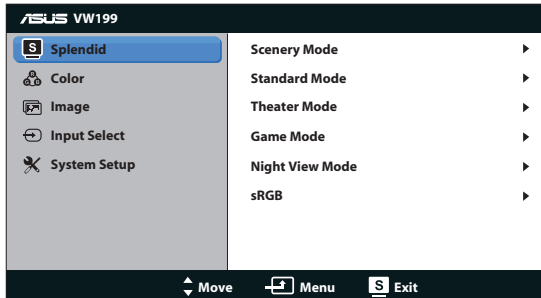 ASUS VW199
S Splendid
Color
Image
Input Select
System Setup
Scenery Mode
Standard Mode
Theater Mode
Game Mode
Night View Mode
sRGB
Move Menu S Exit